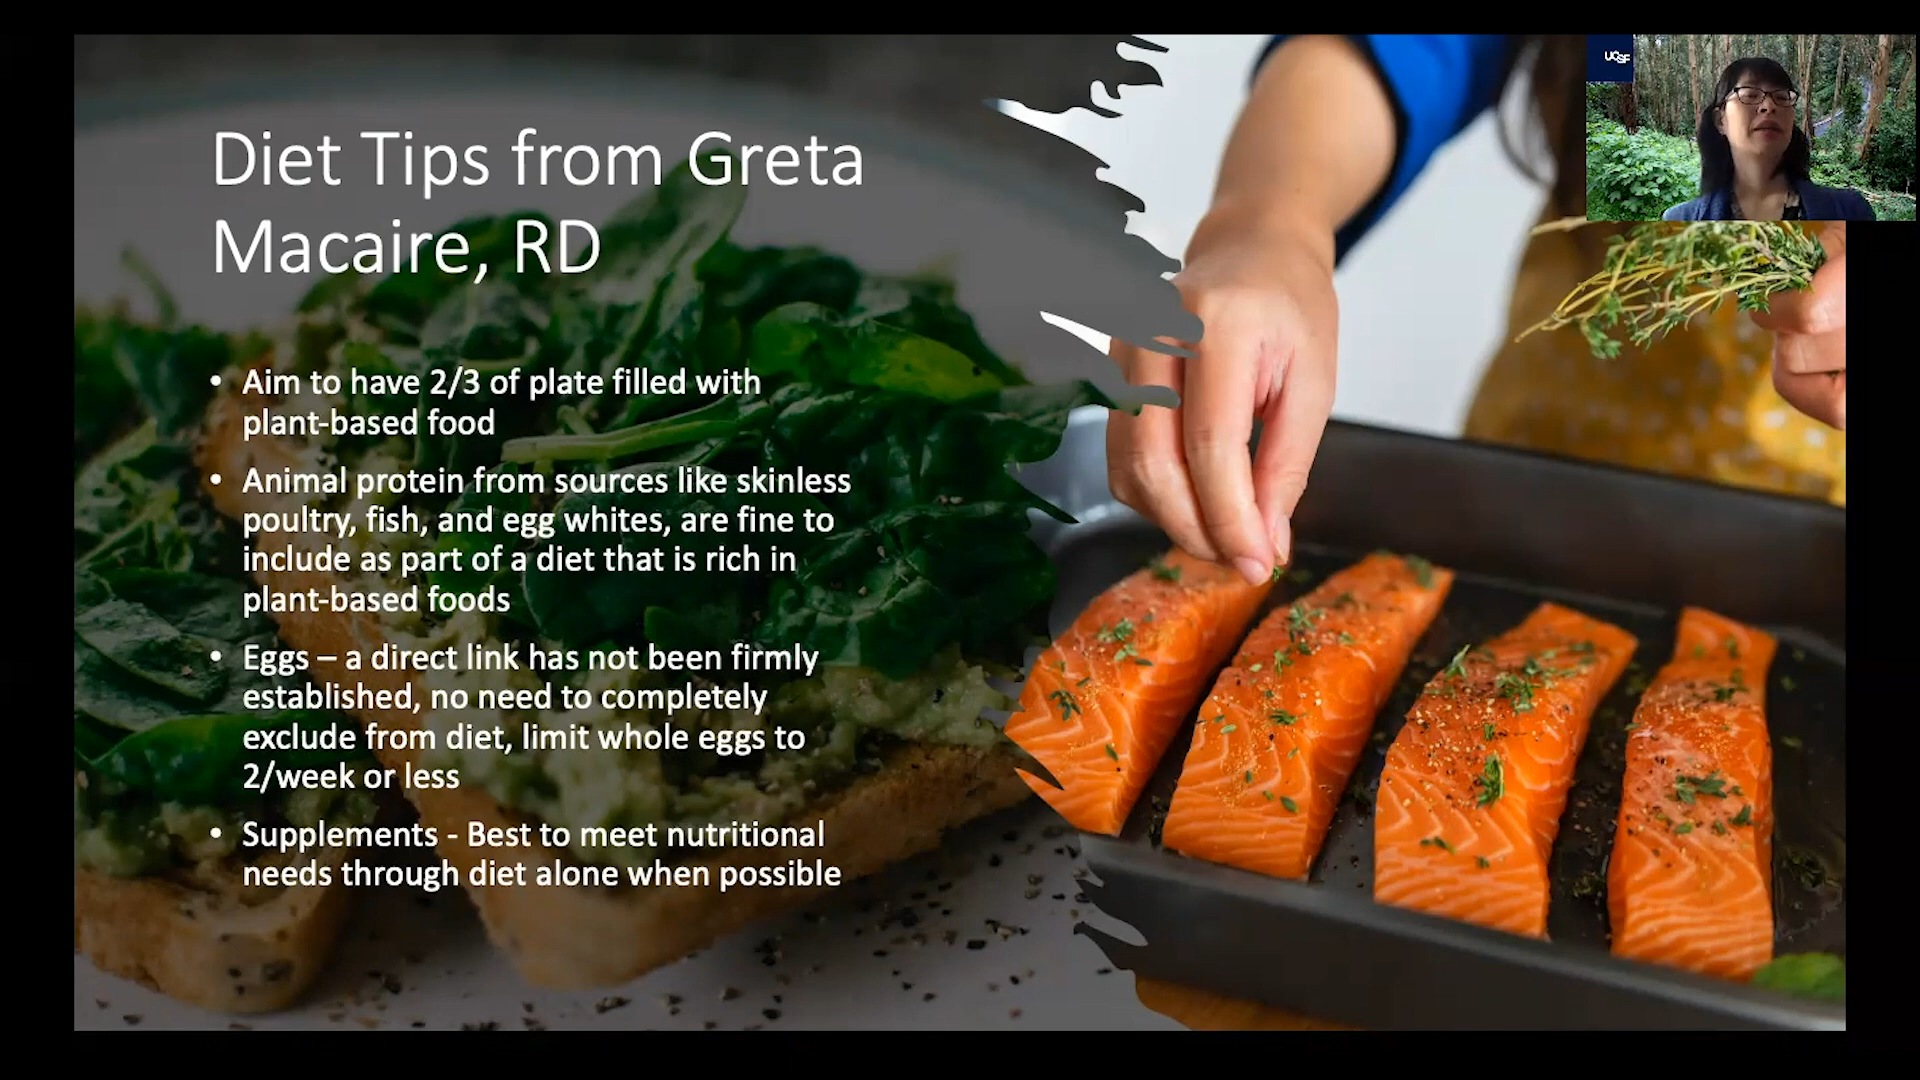 UCSF
Diet Tips from Greta
Macaire, RD
• Aim to have 2/3 of plate filled with
plant-based food
• Animal protein from sources like skinless
poultry, fish, and egg whites, are fine to
include as part of a diet that is rich in
plant-based foods
• Eggs – a direct link has not been firmly
established, no need to completely
exclude from diet, limit whole eggs to
2/week or less
• Supplements - Best to meet nutritional
needs through diet alone when possible